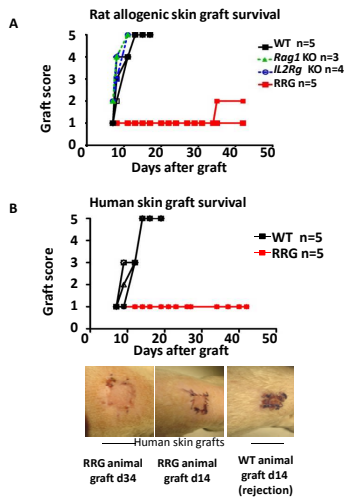 A
Rat allogenic skin graft survival
Graft score
5
4
3
2
1
0 10 20 30 40 50
Days after graft
WT n=5
Rag1 KO n=3
IL2Rg KO n=4
RRG n=5
B
Human skin graft survival
Graft score
5
4
3
2
1
0 10 20 30 40 50
Days after graft
WT n=5
RRG n=5
Human skin grafts
RRG animal
graft d34
RRG animal
graft d14
WT animal
graft d14
(rejection)